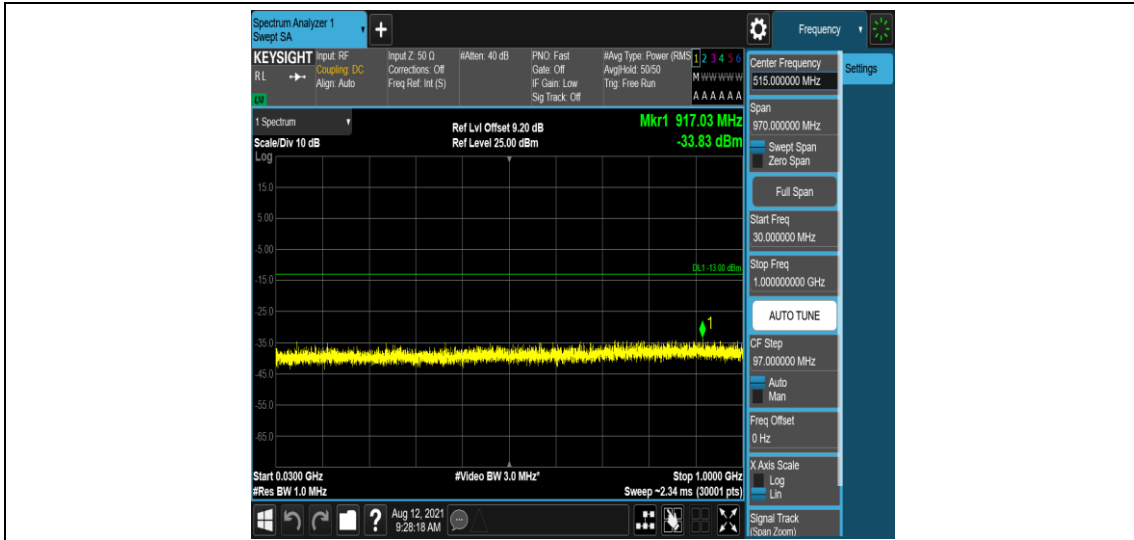 Spectrum Analyzer 1
Swept SA
+
Frequency
KEYSIGHT Input: RF Input Z: 50 Ω #Atten: 40 dB PNO: Fast #Avg Type: Power (RMS 1 2 3 4 5 6
RL Coupling: DC Corrections: Off Gate: Off Avg|Hold: 50/50 M W W W W W
Align: Auto Freq Ref: Int (S) IF Gain: Low Trig: Free Run
Sig Track: Off A A A A A A
Center Frequency
515.000000 MHz
Settings
Span
970.000000 MHz
Swept Span
Zero Span
Full Span
Start Freq
30.000000 MHz
Stop Freq
1.000000000 GHz
AUTO TUNE
CF Step
97.000000 MHz
Auto
Man
Freq Offset
0 Hz
X Axis Scale
Log
Lin
Signal Track
(Span Zoom)
1 Spectrum
Ref Lvl Offset 9.20 dB
Mkr1 917.03 MHz
Scale/Div 10 dB
Ref Level 25.00 dBm
-33.83 dBm
Log
15.0
5.00
-5.00
DL1 -13.00 dBm
-15.0
-25.0
1
-35.0
-45.0
-55.0
-65.0
Start 0.0300 GHz #Video BW 3.0 MHz* Stop 1.0000 GHz
#Res BW 1.0 MHz Sweep ~2.34 ms (30001 pts)
? Aug 12, 2021
9:28:18 AM